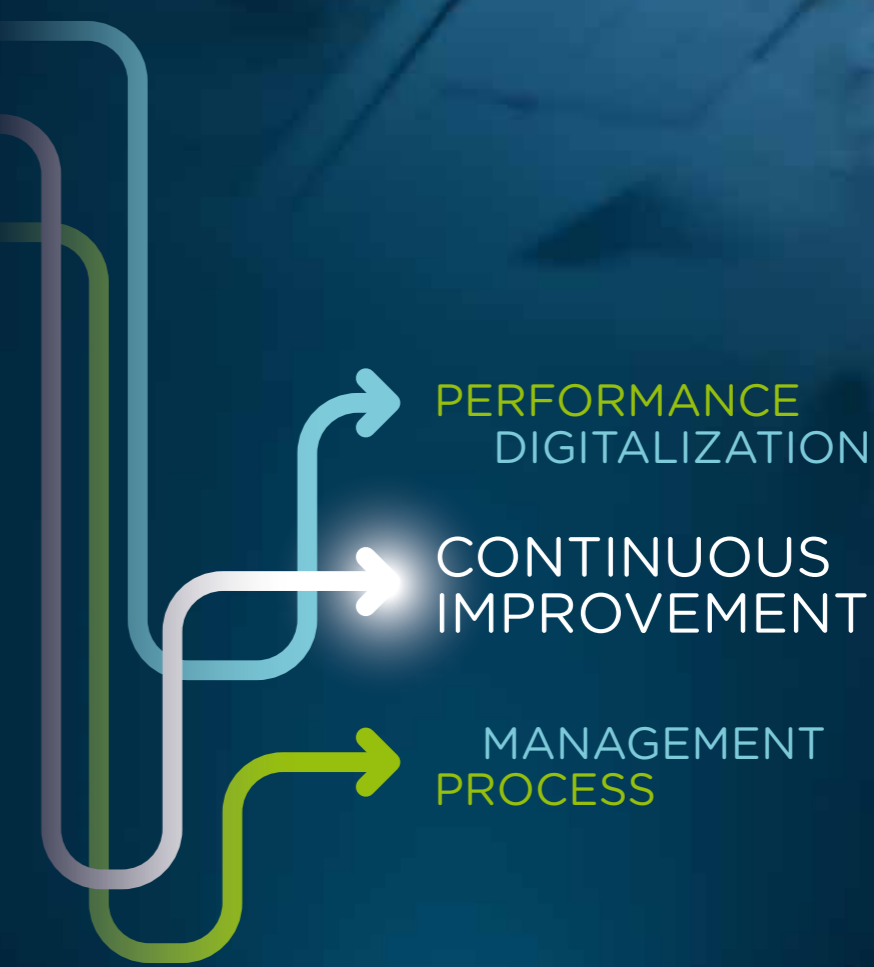 PERFORMANCE
DIGITALIZATION
CONTINUOUS
IMPROVEMENT
MANAGEMENT
PROCESS